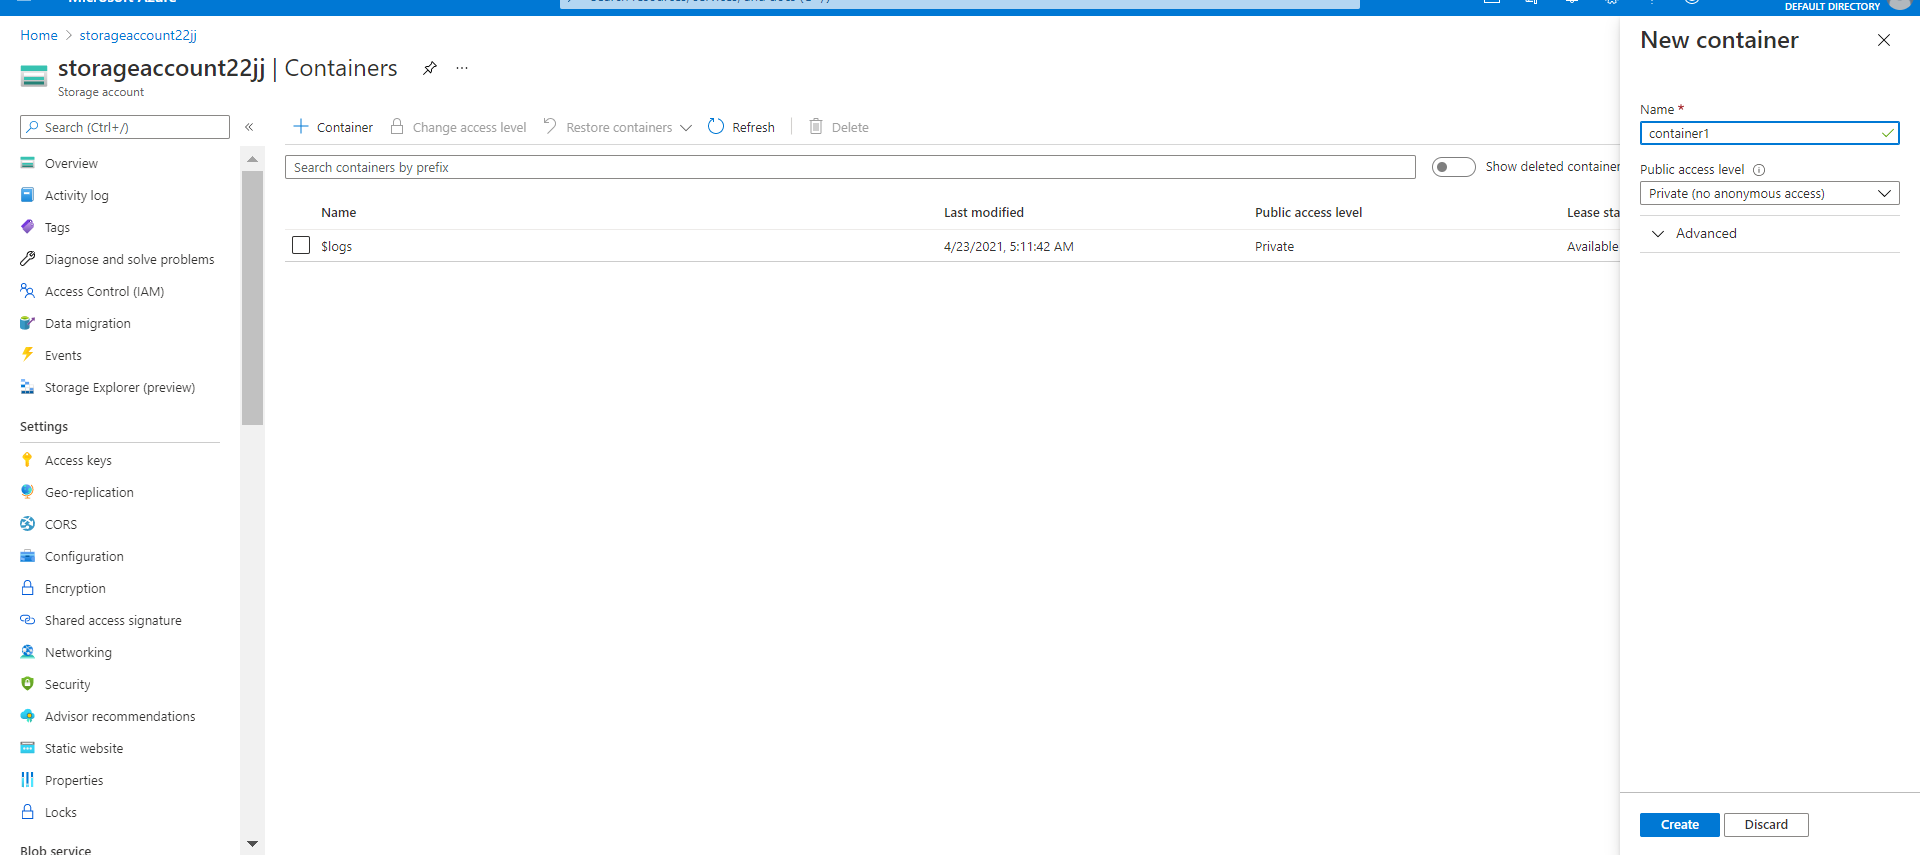 Microsoft Azure
DEFAULT DIRECTORY
Home > storageaccount22jj
storageaccount22jj | Containers
Storage account
Search (Ctrl+/)
Overview
Activity log
Tags
Diagnose and solve problems
Access Control (IAM)
Data migration
Events
Storage Explorer (preview)
Settings
Access keys
Geo-replication
CORS
Configuration
Encryption
Shared access signature
Networking
Security
Advisor recommendations
Static website
Properties
Locks
Blob service
Container Change access level Restore containers Refresh Delete
Search containers by prefix
Show deleted container
Name Last modified Public access level Lease sta
$logs 4/23/2021, 5:11:42 AM Private Available
New container
Name *
container1
Public access level
Private (no anonymous access)
Advanced
Create Discard